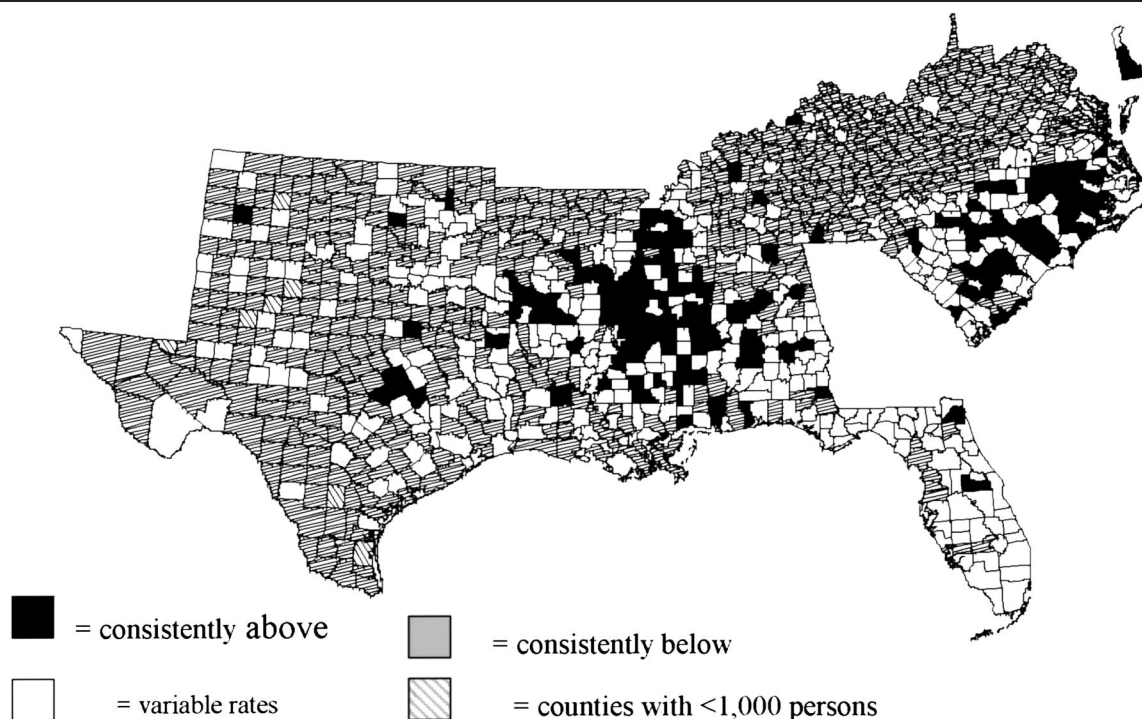 = consistently above
= consistently below
= variable rates
= counties with <1,000 persons